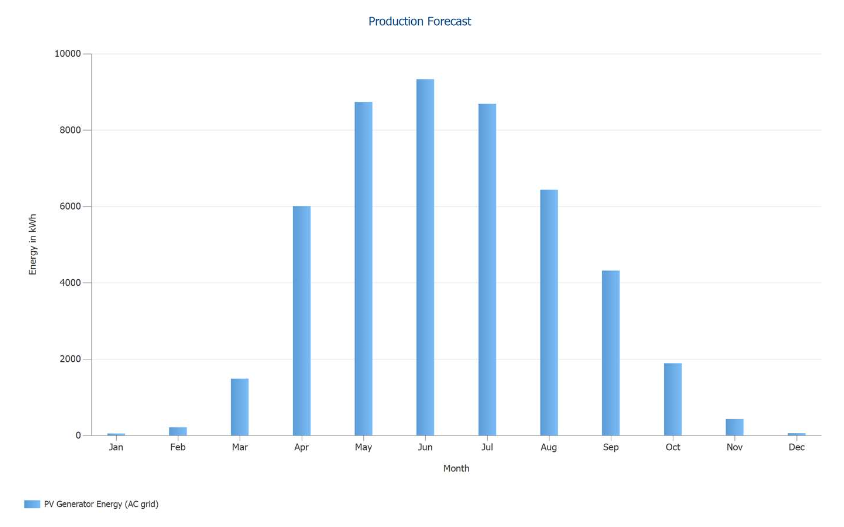 Production Forecast
10000
8000
6000
4000
2000
0
Energy in kWh
Jan Feb Mar Apr May Jun Jul Aug Sep Oct Nov Dec
Month
PV Generator Energy (AC grid)